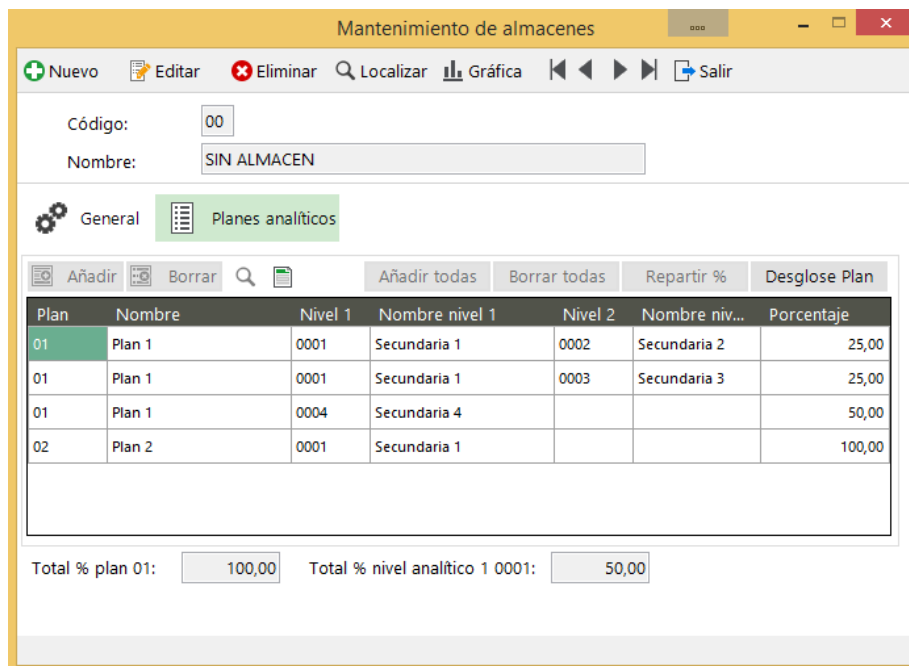 Mantenimiento de almacenes
Nuevo Editar Eliminar Localizar Gráfica Salir
Código: 00
Nombre: SIN ALMACEN
General Planes analíticos
Añadir Borrar Añadir todas Borrar todas Repartir % Desglose Plan
Plan Nombre Nivel 1 Nombre nivel 1 Nivel 2 Nombre niv... Porcentaje
01 Plan 1 0001 Secundaria 1 0002 Secundaria 2 25,00
01 Plan 1 0001 Secundaria 1 0003 Secundaria 3 25,00
01 Plan 1 0004 Secundaria 4 50,00
02 Plan 2 0001 Secundaria 1 100,00
Total % plan 01: 100,00 Total % nivel analítico 1 0001: 50,00